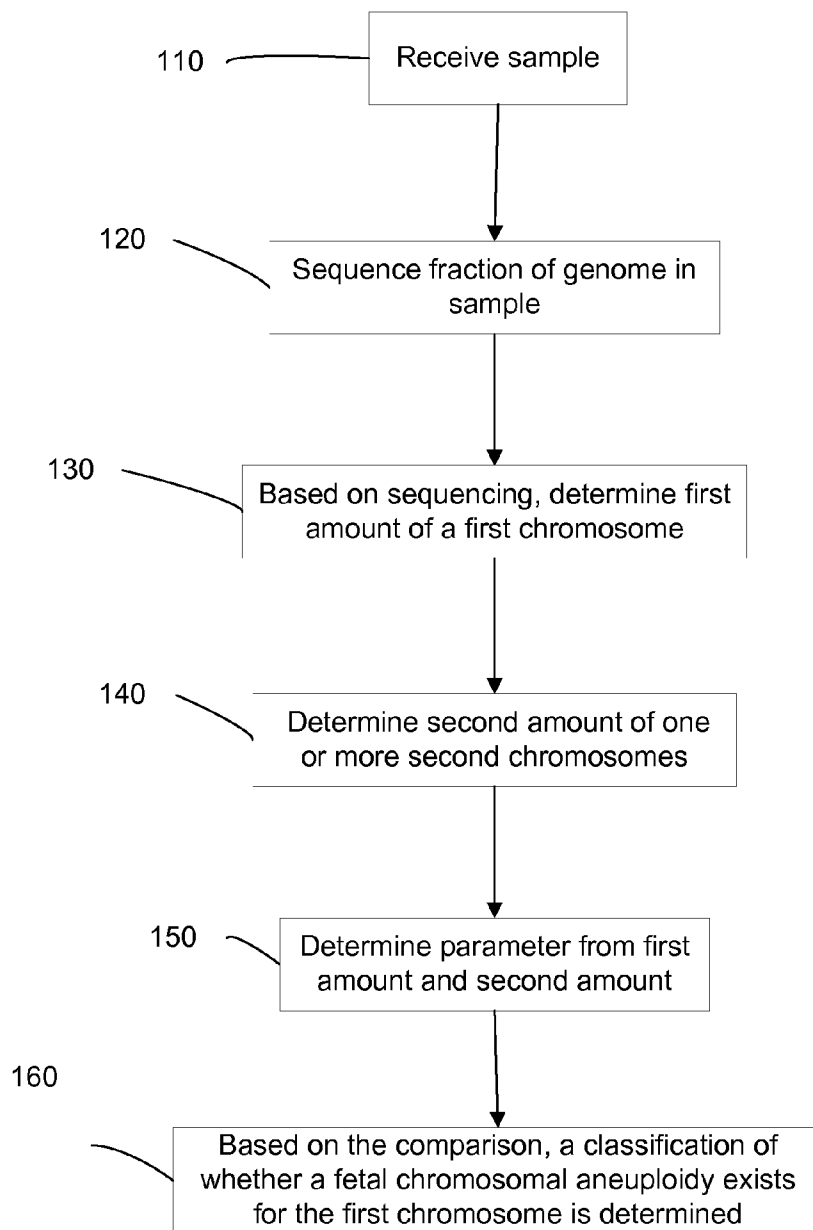 110
Receive sample
120
Sequence fraction of genome in
sample
130
Based on sequencing, determine first
amount of a first chromosome
140
Determine second amount of one
or more second chromosomes
150
Determine parameter from first
amount and second amount
160
Based on the comparison, a classification of
whether a fetal chromosomal aneuploidy exists
for the first chromosome is determined